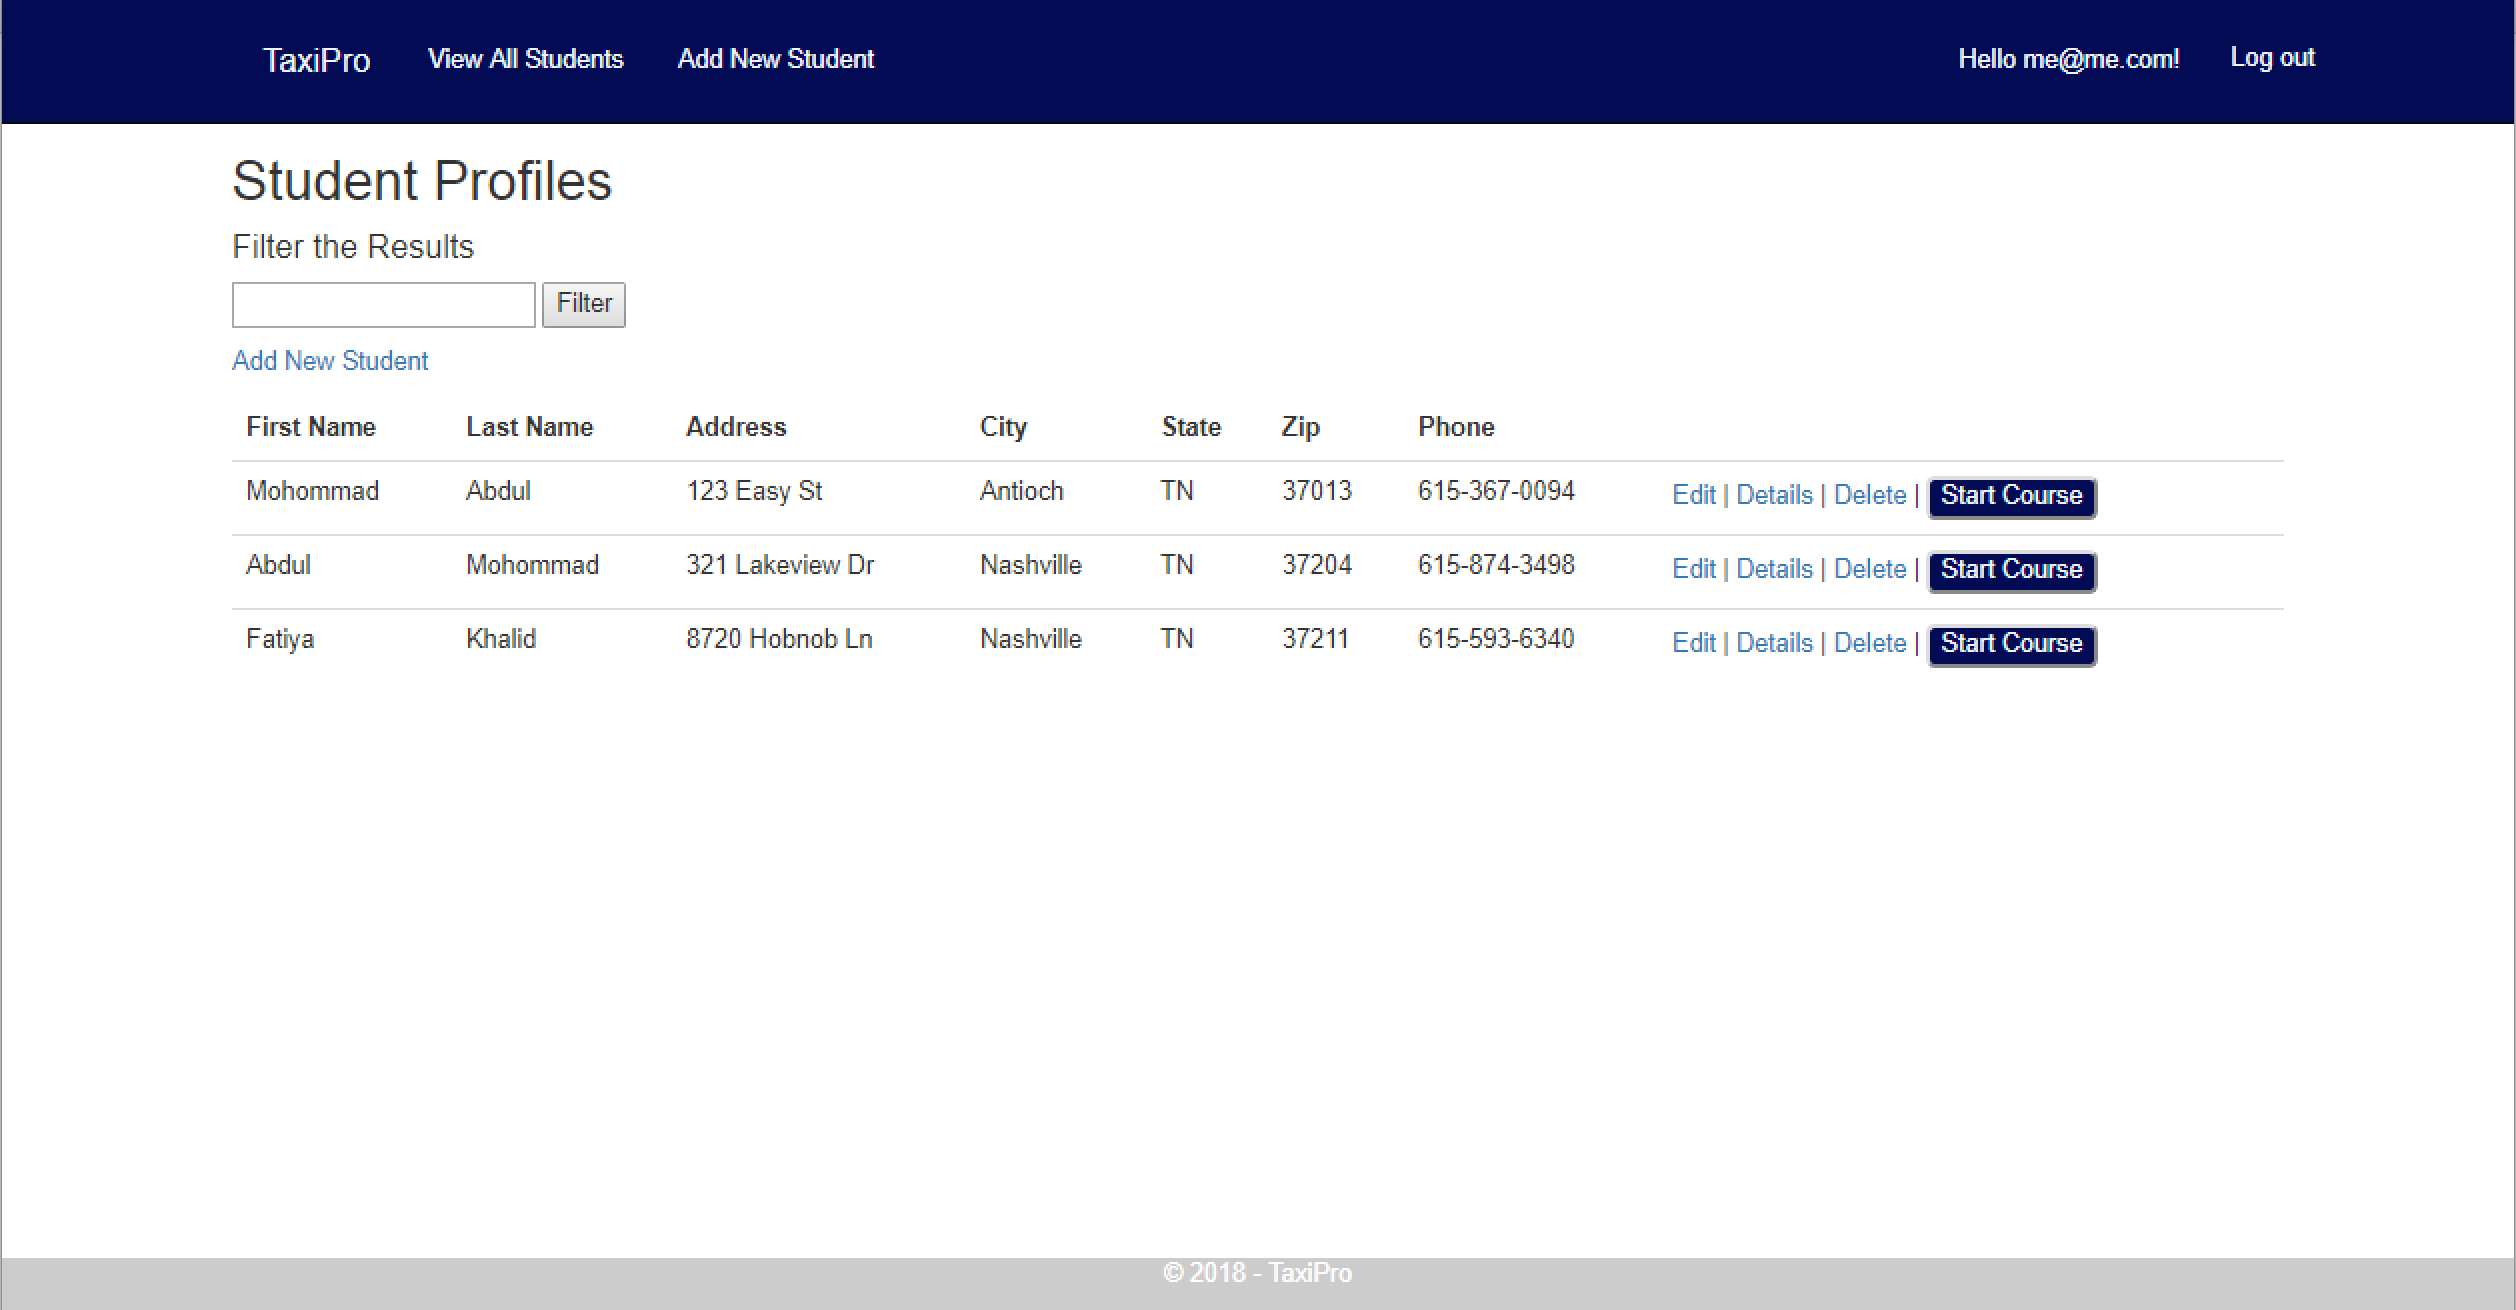 TaxiPro View All Students Add New Student Hello me@me.com! Log out
Student Profiles
Filter the Results
Filter
Add New Student
First Name Last Name Address City State Zip Phone
Mohommad Abdul 123 Easy St Antioch TN 37013 615-367-0094 Edit | Details | Delete | Start Course
Abdul Mohommad 321 Lakeview Dr Nashville TN 37204 615-874-3498 Edit | Details | Delete | Start Course
Fatiya Khalid 8720 Hobnob Ln Nashville TN 37211 615-593-6340 Edit | Details | Delete | Start Course
© 2018 - TaxiPro